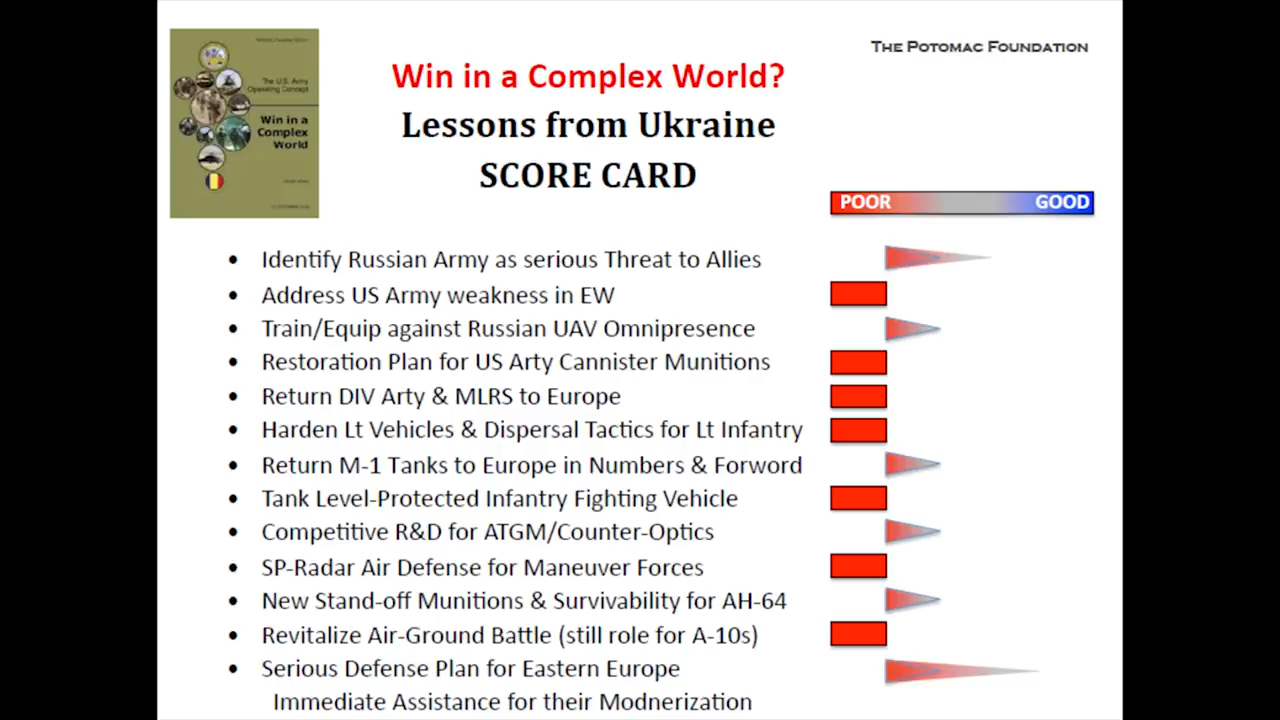 The Potomac Foundation
The U.S. Army
Operating Concept
Win in a
Complex
World
Win in a Complex World?
Lessons from Ukraine
SCORE CARD
POOR GOOD
• Identify Russian Army as serious Threat to Allies
• Address US Army weakness in EW
• Train/Equip against Russian UAV Omnipresence
• Restoration Plan for US Arty Cannister Munitions
• Return DIV Arty & MLRS to Europe
• Harden Lt Vehicles & Dispersal Tactics for Lt Infantry
• Return M-1 Tanks to Europe in Numbers & Forword
• Tank Level-Protected Infantry Fighting Vehicle
• Competitive R&D for ATGM/Counter-Optics
• SP-Radar Air Defense for Maneuver Forces
• New Stand-off Munitions & Survivability for AH-64
• Revitalize Air-Ground Battle (still role for A-10s)
• Serious Defense Plan for Eastern Europe
Immediate Assistance for their Modnerization